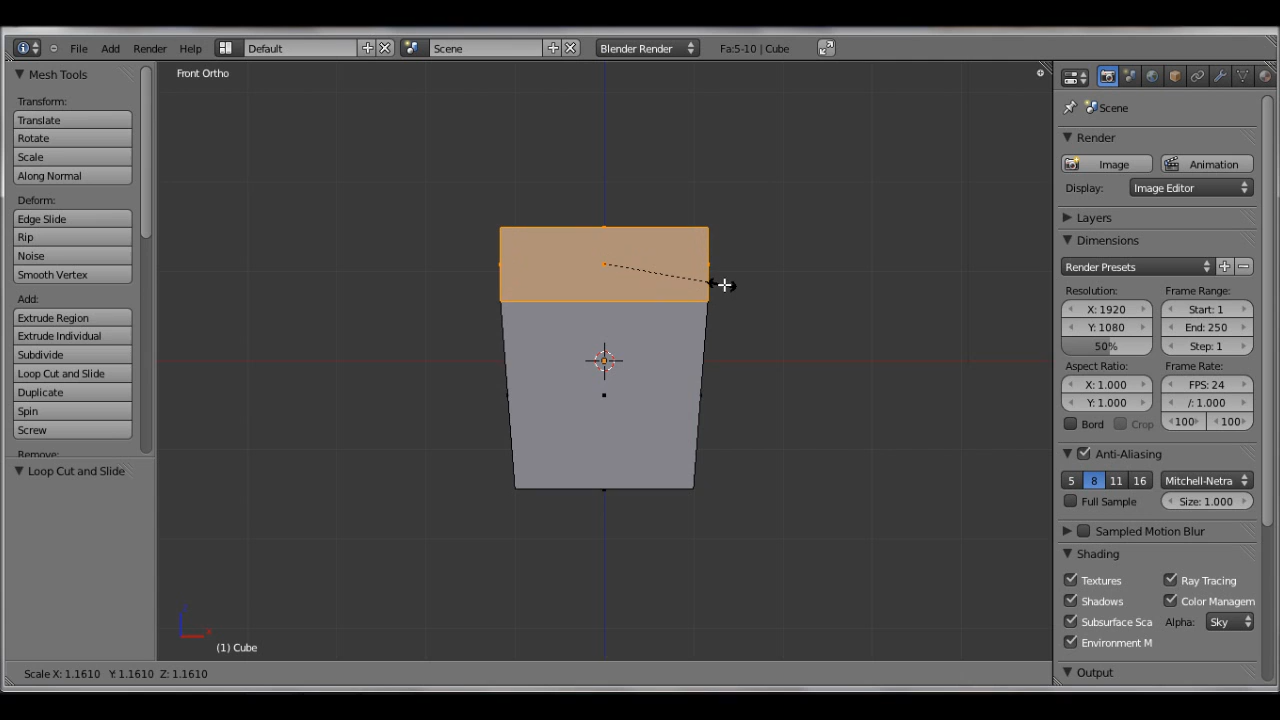 File Add Render Help Default Scene Blender Render Fa:5-10 | Cube
Mesh Tools
Transform:
Translate
Rotate
Scale
Along Normal
Deform:
Edge Slide
Rip
Noise
Smooth Vertex
Add:
Extrude Region
Extrude Individual
Subdivide
Loop Cut and Slide
Duplicate
Spin
Screw
Remove:
Loop Cut and Slide
Front Ortho
x
(1) Cube
Scale X: 1.1610 Y: 1.1610 Z: 1.1610
Scene
Render
Image Animation
Display: Image Editor
Layers
Dimensions
Render Presets
Resolution: Frame Range:
X: 1920 Start: 1
Y: 1080 End: 250
50% Step: 1
Aspect Ratio: Frame Rate:
X: 1.000 FPS: 24
Y: 1.000 /: 1.000
Bord Crop 100 100
Anti-Aliasing
5 8 11 16 Mitchell-Netra
Full Sample Size: 1.000
Sampled Motion Blur
Shading
Textures Ray Tracing
Shadows Color Managem
Subsurface Sca Alpha: Sky
Environment M
Output